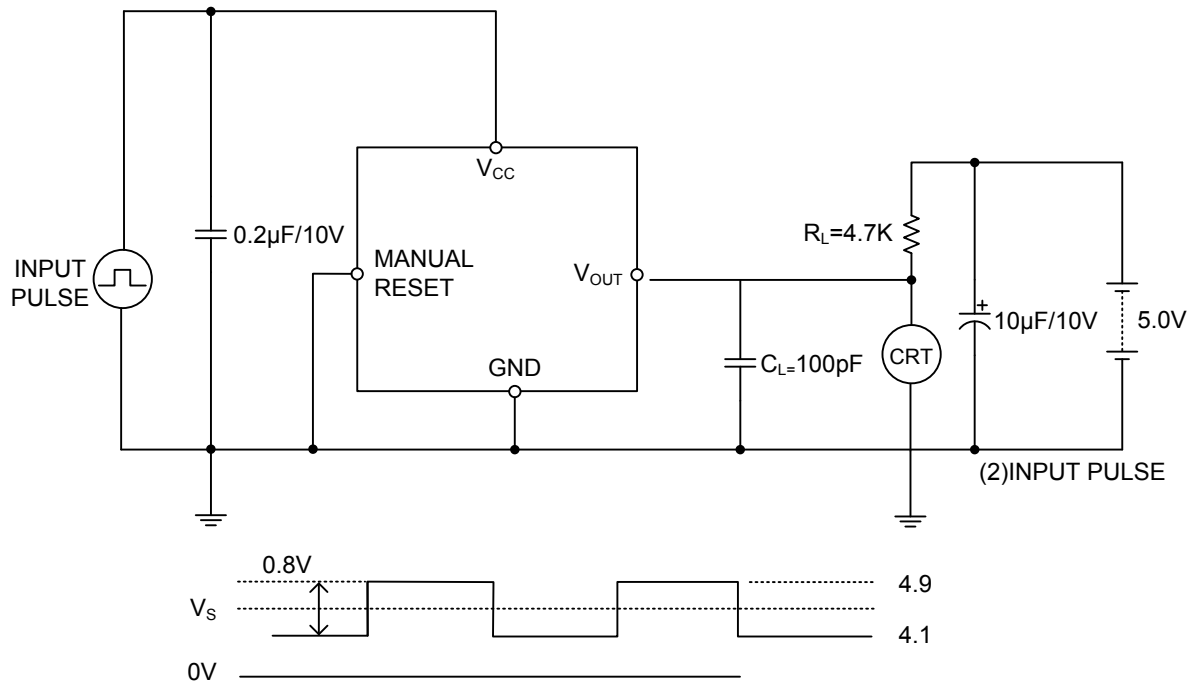 V_CC
0.2µF/10V
INPUT
PULSE
MANUAL
RESET
V_OUT
R_L=4.7K
GND
C_L=100pF
CRT
+
10µF/10V
5.0V
(2)INPUT PULSE
0.8V
4.9
V_S
4.1
0V